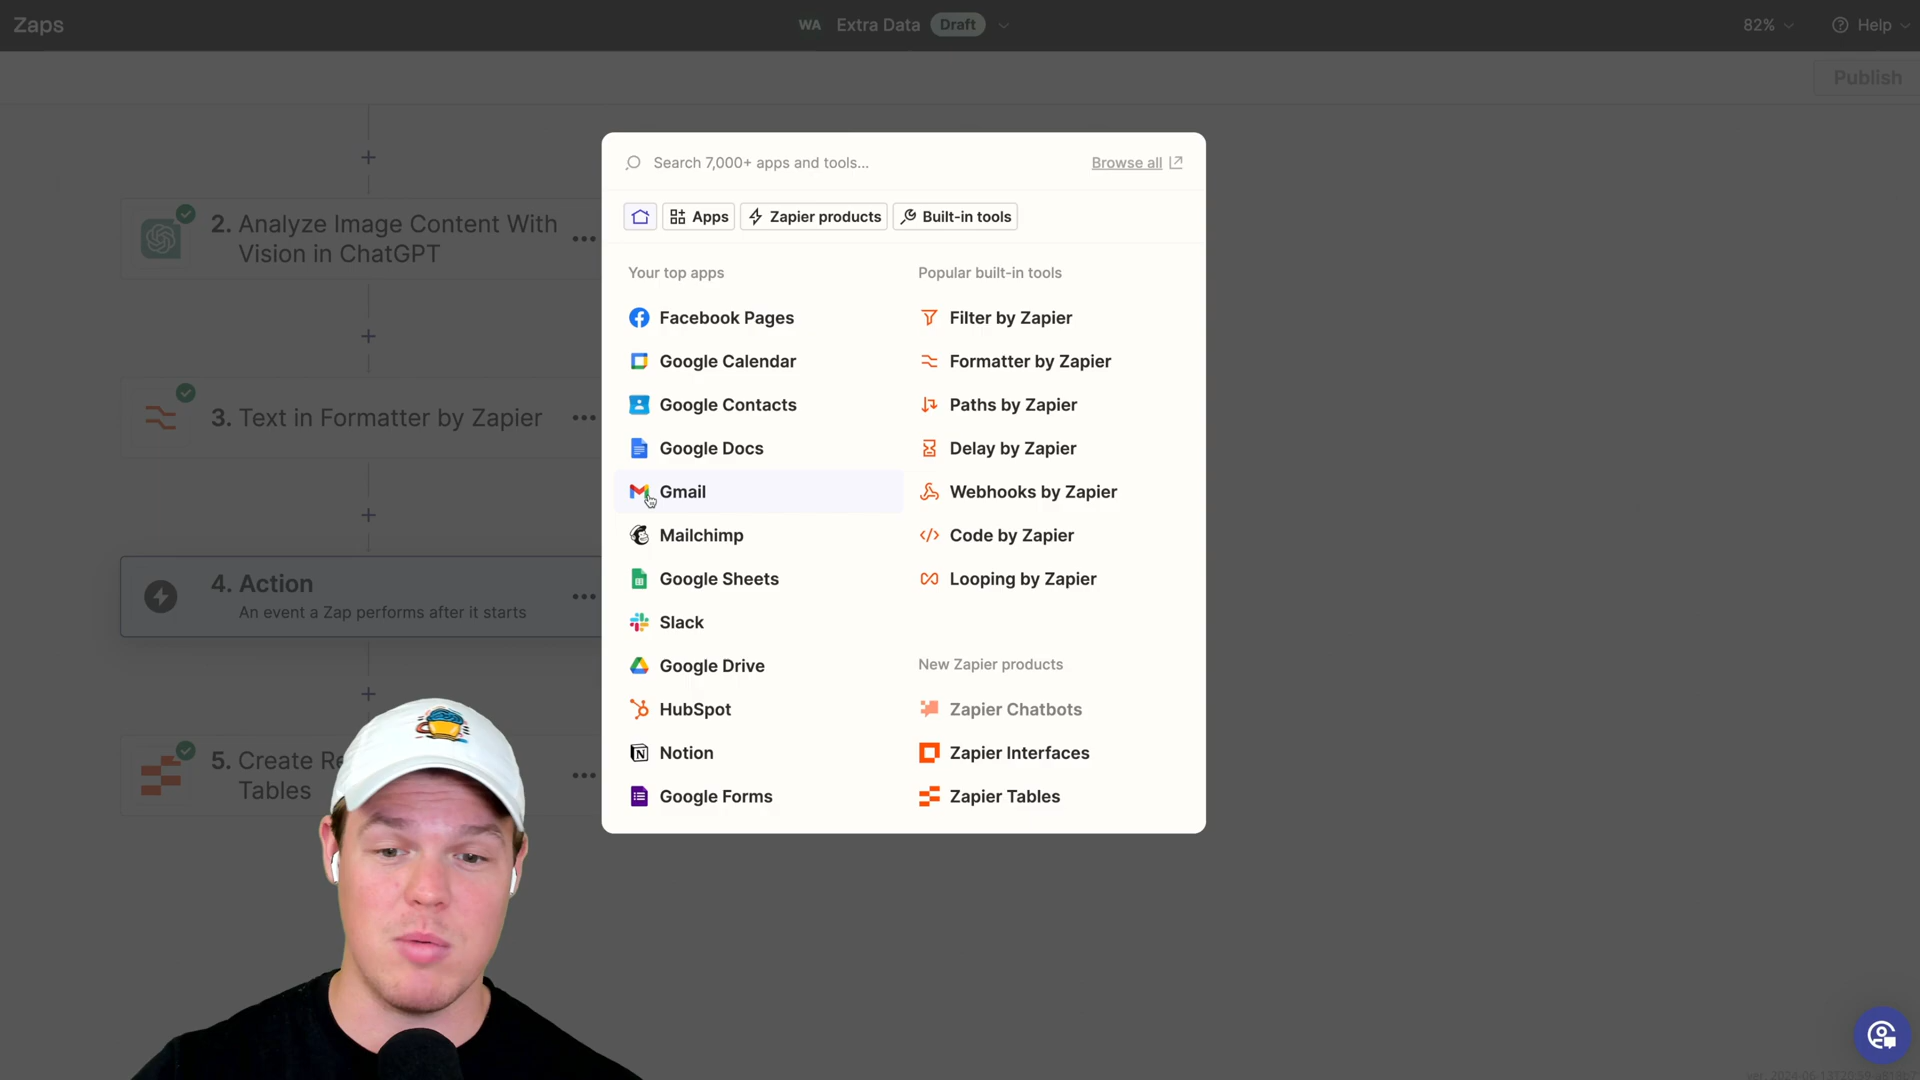 Zaps
WA Extra Data Draft
82%
Help
Publish
Search 7,000+ apps and tools...
Browse all
Apps
Zapier products
Built-in tools
Your top apps
Facebook Pages
Google Calendar
Google Contacts
Google Docs
Gmail
Mailchimp
Google Sheets
Slack
Google Drive
HubSpot
Notion
Google Forms
Popular built-in tools
Filter by Zapier
Formatter by Zapier
Paths by Zapier
Delay by Zapier
Webhooks by Zapier
Code by Zapier
Looping by Zapier
New Zapier products
Zapier Chatbots
Zapier Interfaces
Zapier Tables
2. Analyze Image Content With
Vision in ChatGPT
3. Text in Formatter by Zapier
4. Action
An event a Zap performs after it starts
5. Create
Tables